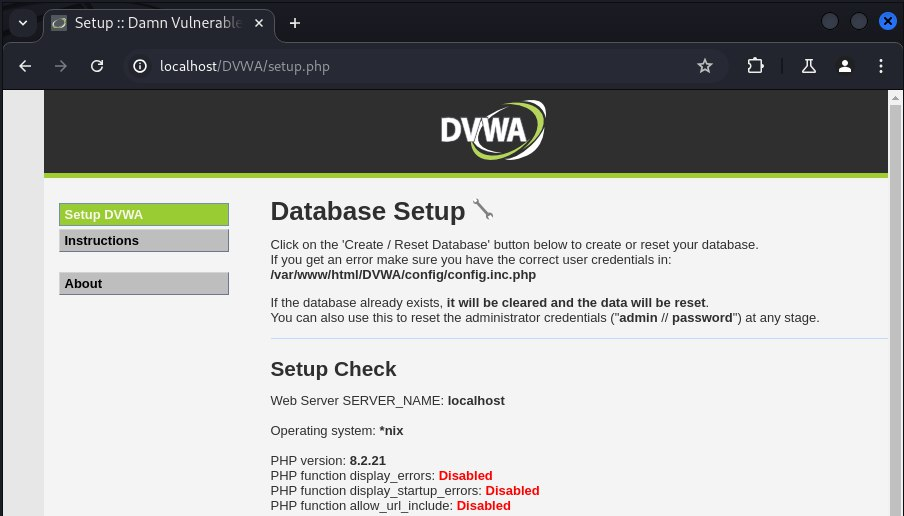 Setup :: Damn Vulnerable
localhost/DVWA/setup.php
DVWA
Setup DVWA
Instructions
About
Database Setup
Click on the 'Create / Reset Database' button below to create or reset your database.
If you get an error make sure you have the correct user credentials in:
/var/www/html/DVWA/config/config.inc.php
If the database already exists, it will be cleared and the data will be reset.
You can also use this to reset the administrator credentials ("admin // password") at any stage.
Setup Check
Web Server SERVER_NAME: localhost
Operating system: *nix
PHP version: 8.2.21
PHP function display_errors: Disabled
PHP function display_startup_errors: Disabled
PHP function allow_url_include: Disabled